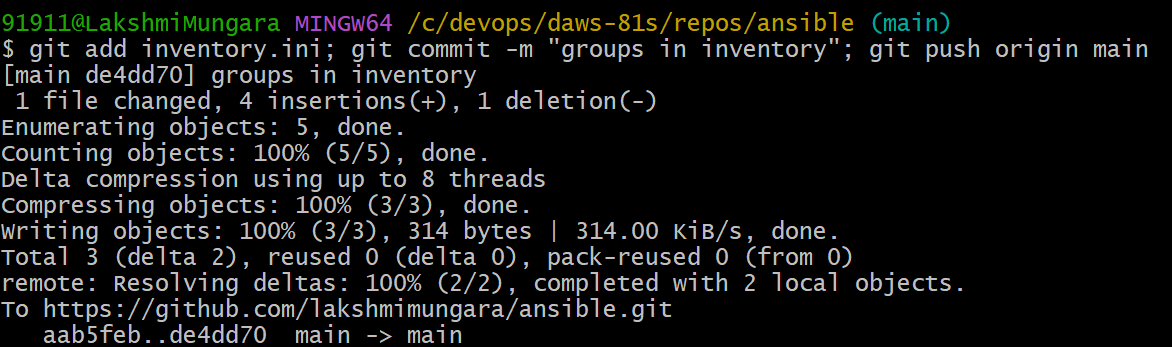 91911@LakshmiMungara MINGW64 /c/devops/daws-81s/repos/ansible (main)
$ git add inventory.ini; git commit -m "groups in inventory"; git push origin main
[main de4dd70] groups in inventory
 1 file changed, 4 insertions(+), 1 deletion(-)
Enumerating objects: 5, done.
Counting objects: 100% (5/5), done.
Delta compression using up to 8 threads
Compressing objects: 100% (3/3), done.
Writing objects: 100% (3/3), 314 bytes | 314.00 KiB/s, done.
Total 3 (delta 2), reused 0 (delta 0), pack-reused 0 (from 0)
remote: Resolving deltas: 100% (2/2), completed with 2 local objects.
To https://github.com/lakshmimungara/ansible.git
   aab5feb..de4dd70  main -> main